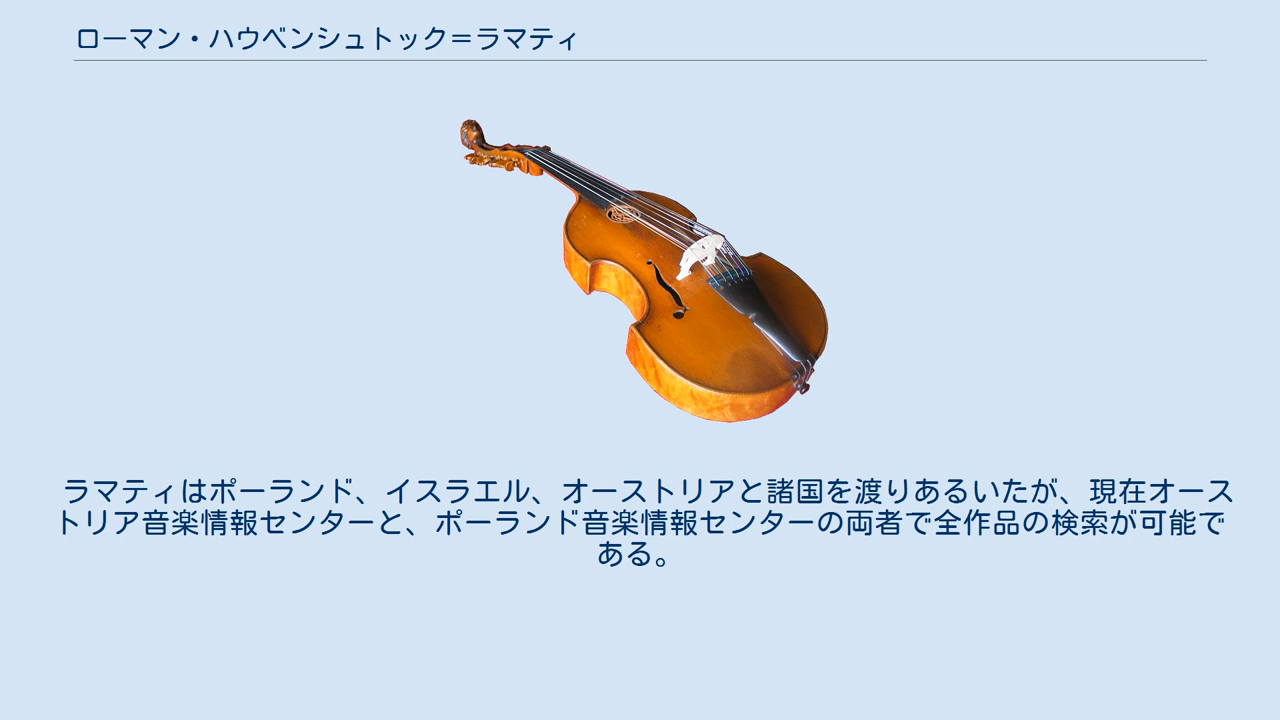 ローマン・ハウベンシュトック＝ラマティ
ラマティはポーランド、イスラエル、オーストリアと諸国を渡りあるいたが、現在オース
トリア音楽情報センターと、ポーランド音楽情報センターの両者で全作品の検索が可能で
ある。